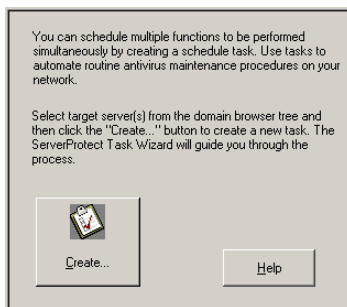 You can schedule multiple functions to be performed
simultaneously by creating a schedule task. Use tasks to
automate routine antivirus maintenance procedures on your
network.
Select target server(s) from the domain browser tree and
then click the "Create..." button to create a new task. The
ServerProtect Task Wizard will guide you through the
process.
Create...
Help